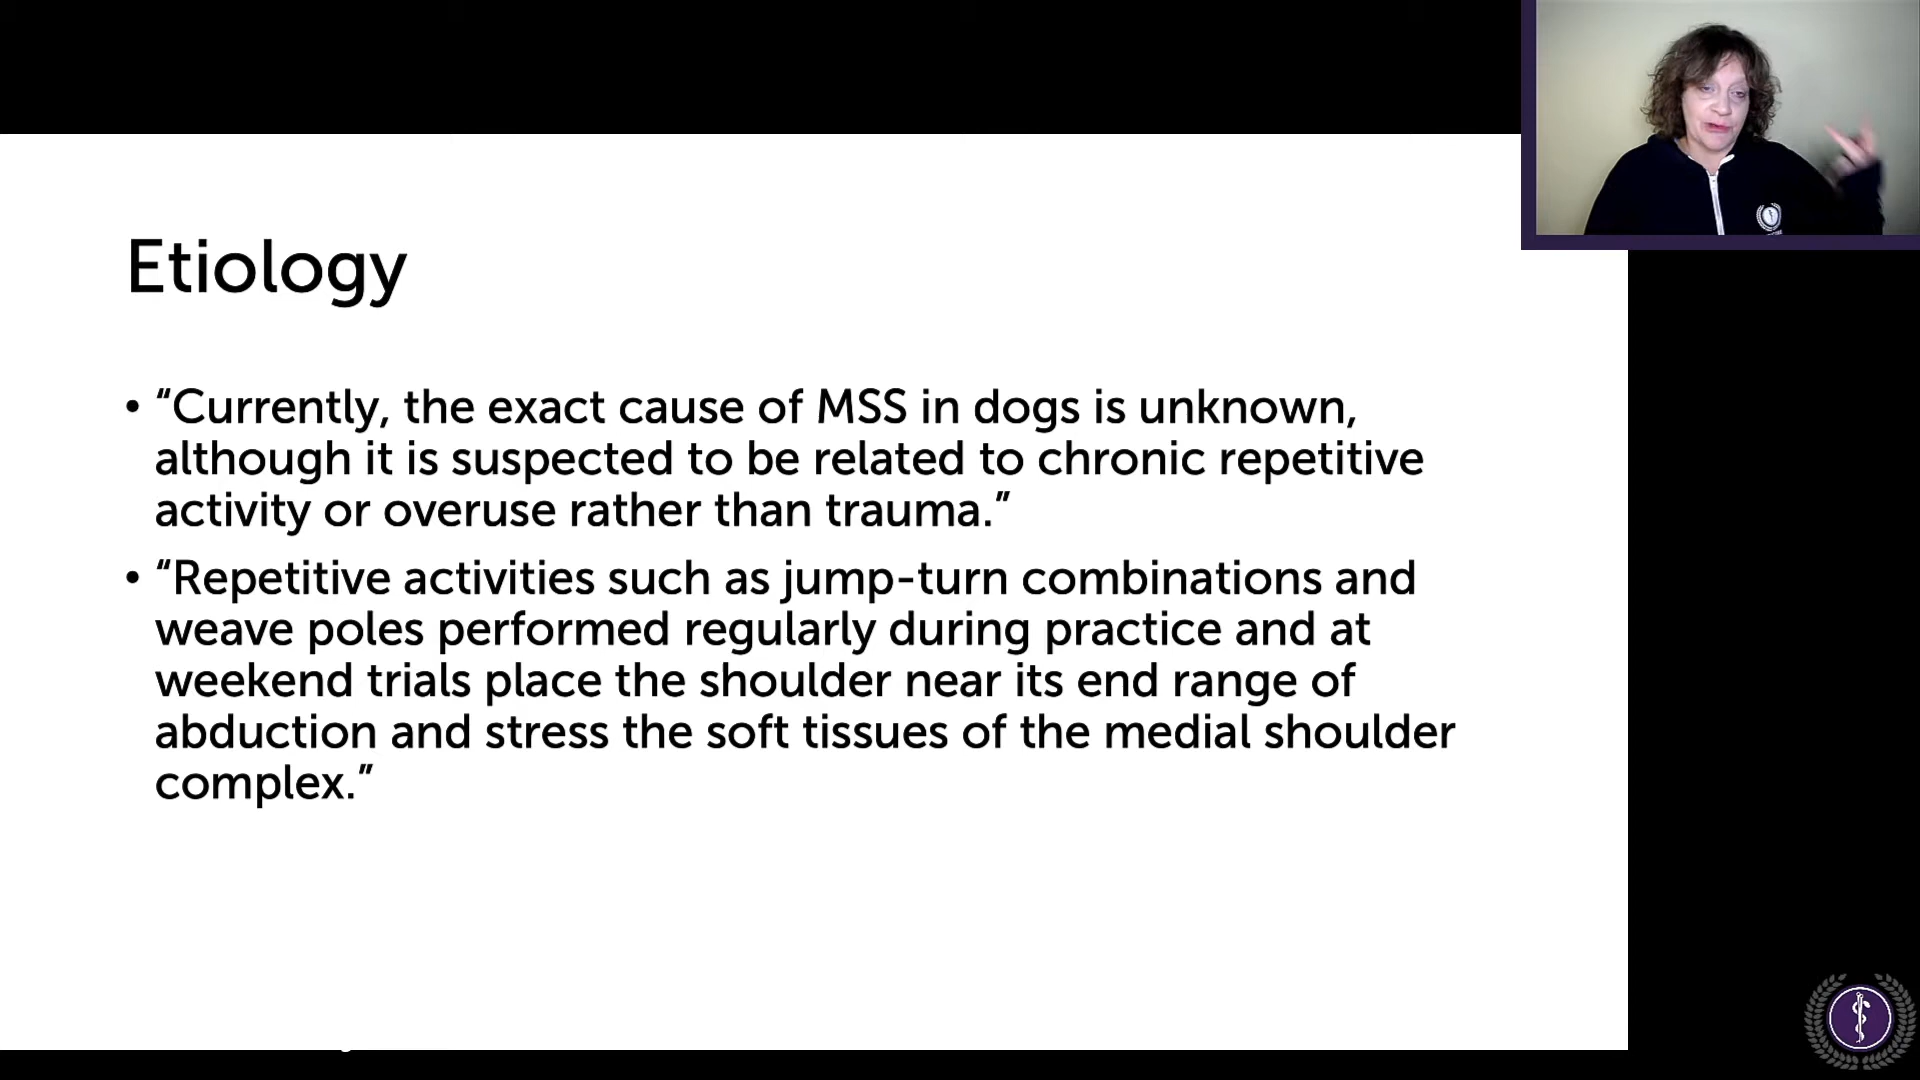 Etiology
• “Currently, the exact cause of MSS in dogs is unknown,
although it is suspected to be related to chronic repetitive
activity or overuse rather than trauma.”
• “Repetitive activities such as jump-turn combinations and
weave poles performed regularly during practice and at
weekend trials place the shoulder near its end range of
abduction and stress the soft tissues of the medial shoulder
complex.”